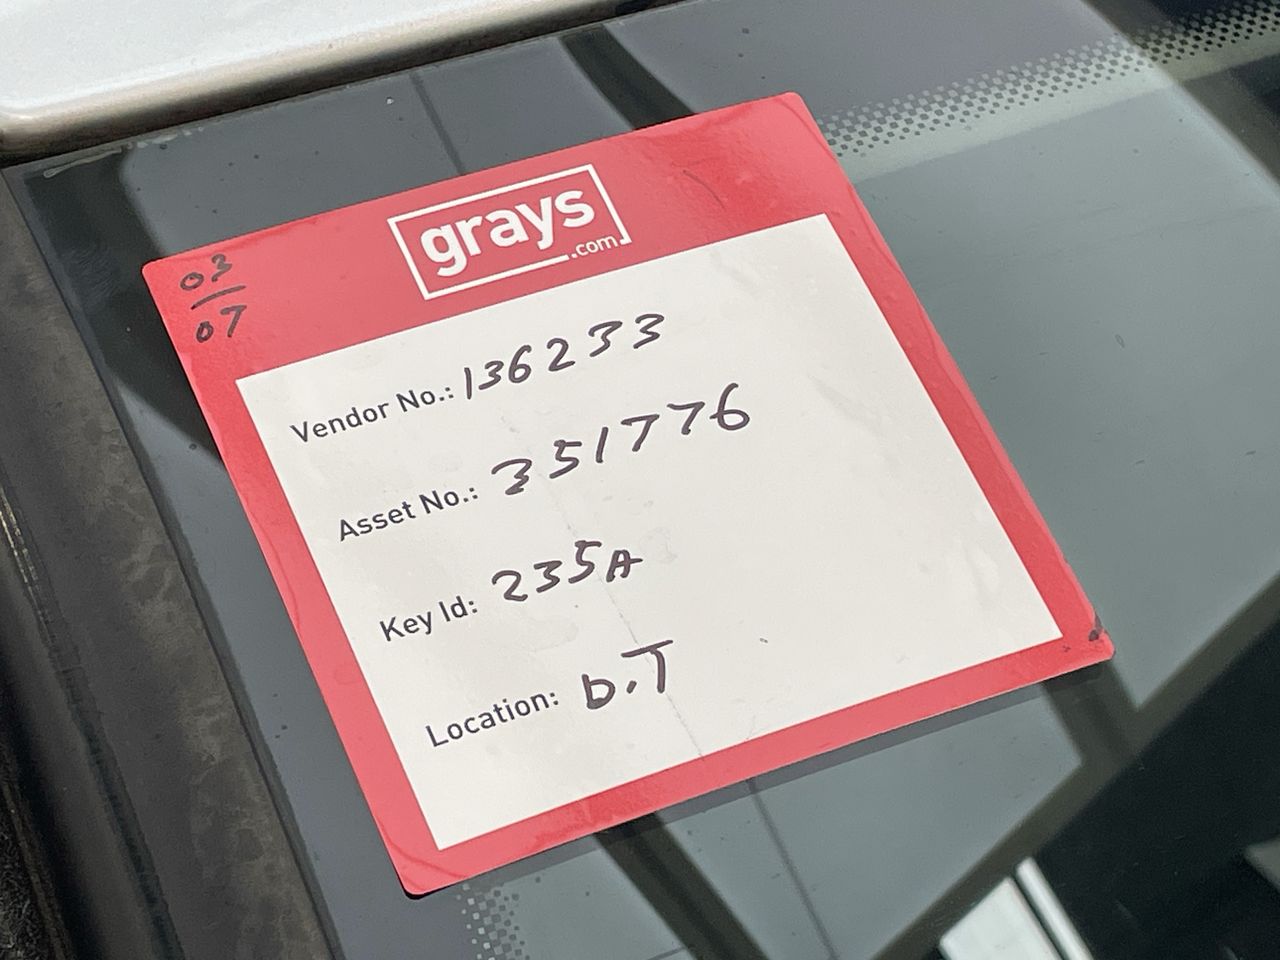 grays
.com
03
07
Vendor No.: 136233
Asset No.: 351776
Key Id: 235A
Location: D.T